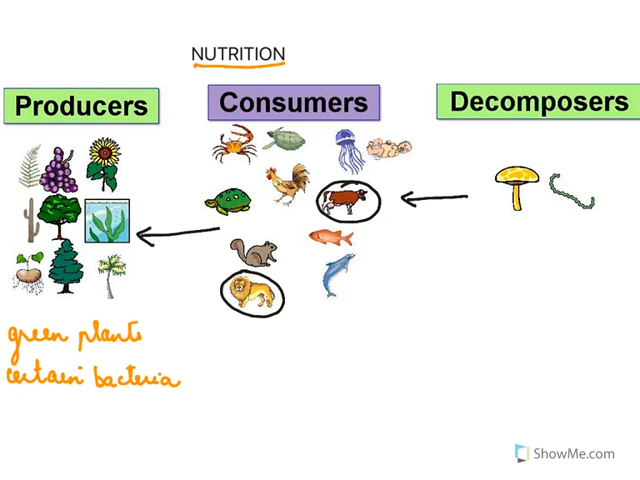 NUTRITION
Producers
Consumers
Decomposers
green plants
certain bacteria
ShowMe.com